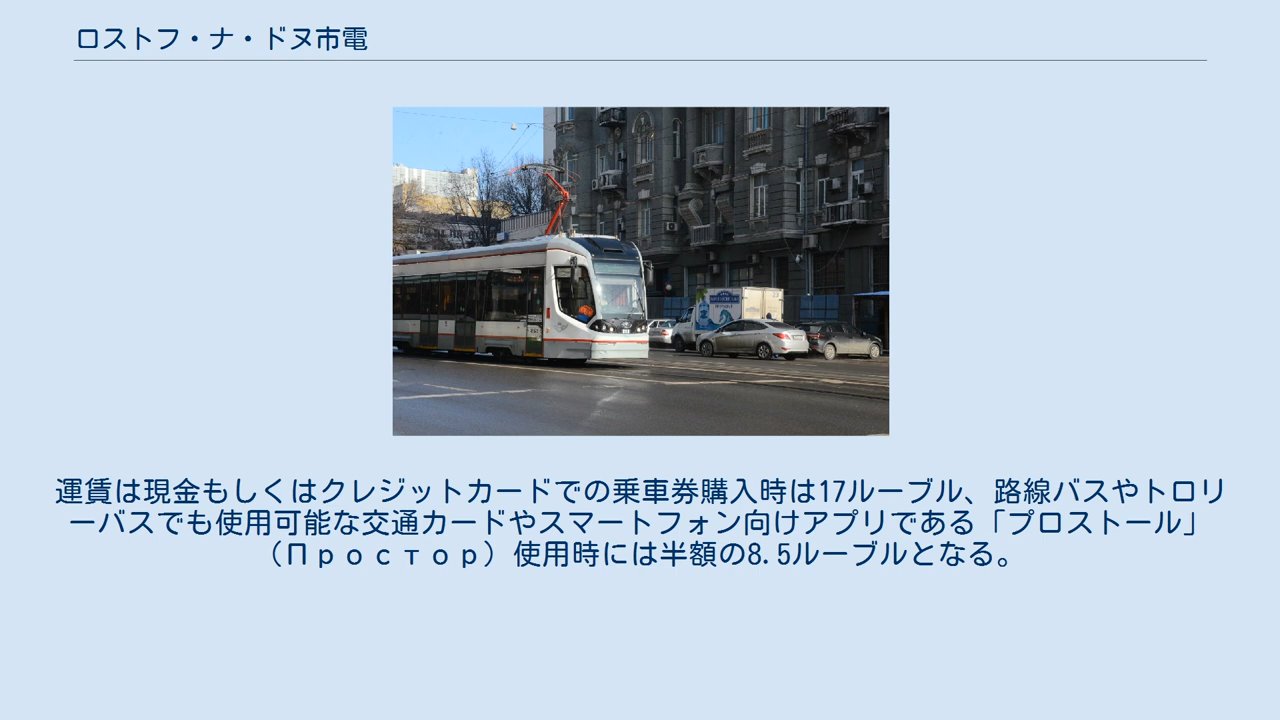 ロストフ・ナ・ドヌ市電
運賃は現金もしくはクレジットカードでの乗車券購入時は17ルーブル、路線バスやトロリ
ーバスでも使用可能な交通カードやスマートフォン向けアプリである「プロストール」
（Простор）使用時には半額の8.5ルーブルとなる。